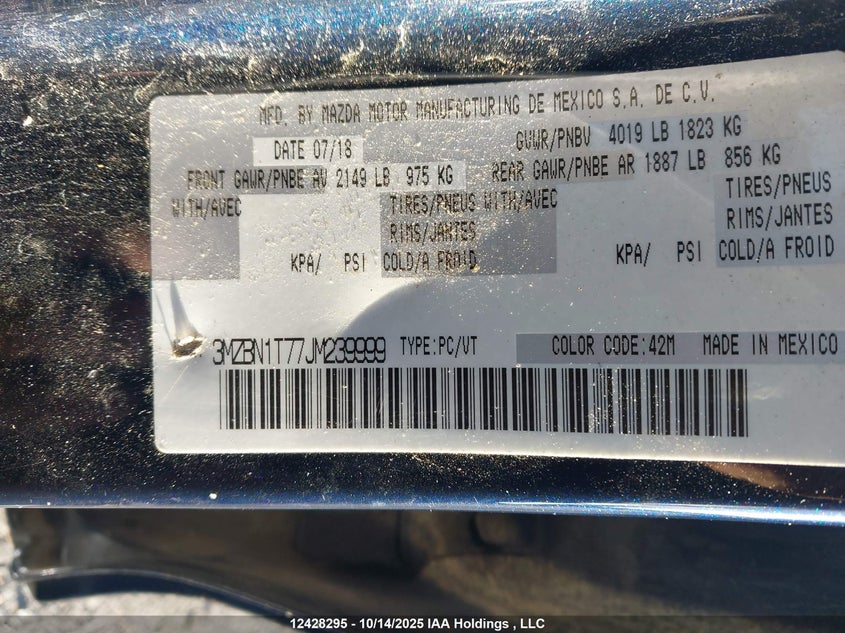 MFD. BY MAZDA MOTOR MANUFACTURING DE MEXICO S.A. DE C.V.
DATE 07/18 GVWR/PNBV 4019 LB 1823 KG
FRONT GAWR/PNBE AV 2149 LB 975 KG REAR GAWR/PNBE AR 1887 LB 856 KG
WITH/AVEC TIRES/PNEUS WITH/AVEC TIRES/PNEUS
RIMS/JANTES RIMS/JANTES
KPA/ PSI COLD/A FROID KPA/ PSI COLD/A FROID
3MZBN1T77JM239999 TYPE:PC/VT COLOR CODE:42M MADE IN MEXICO
12428295 - 10/14/2025 IAA Holdings , LLC